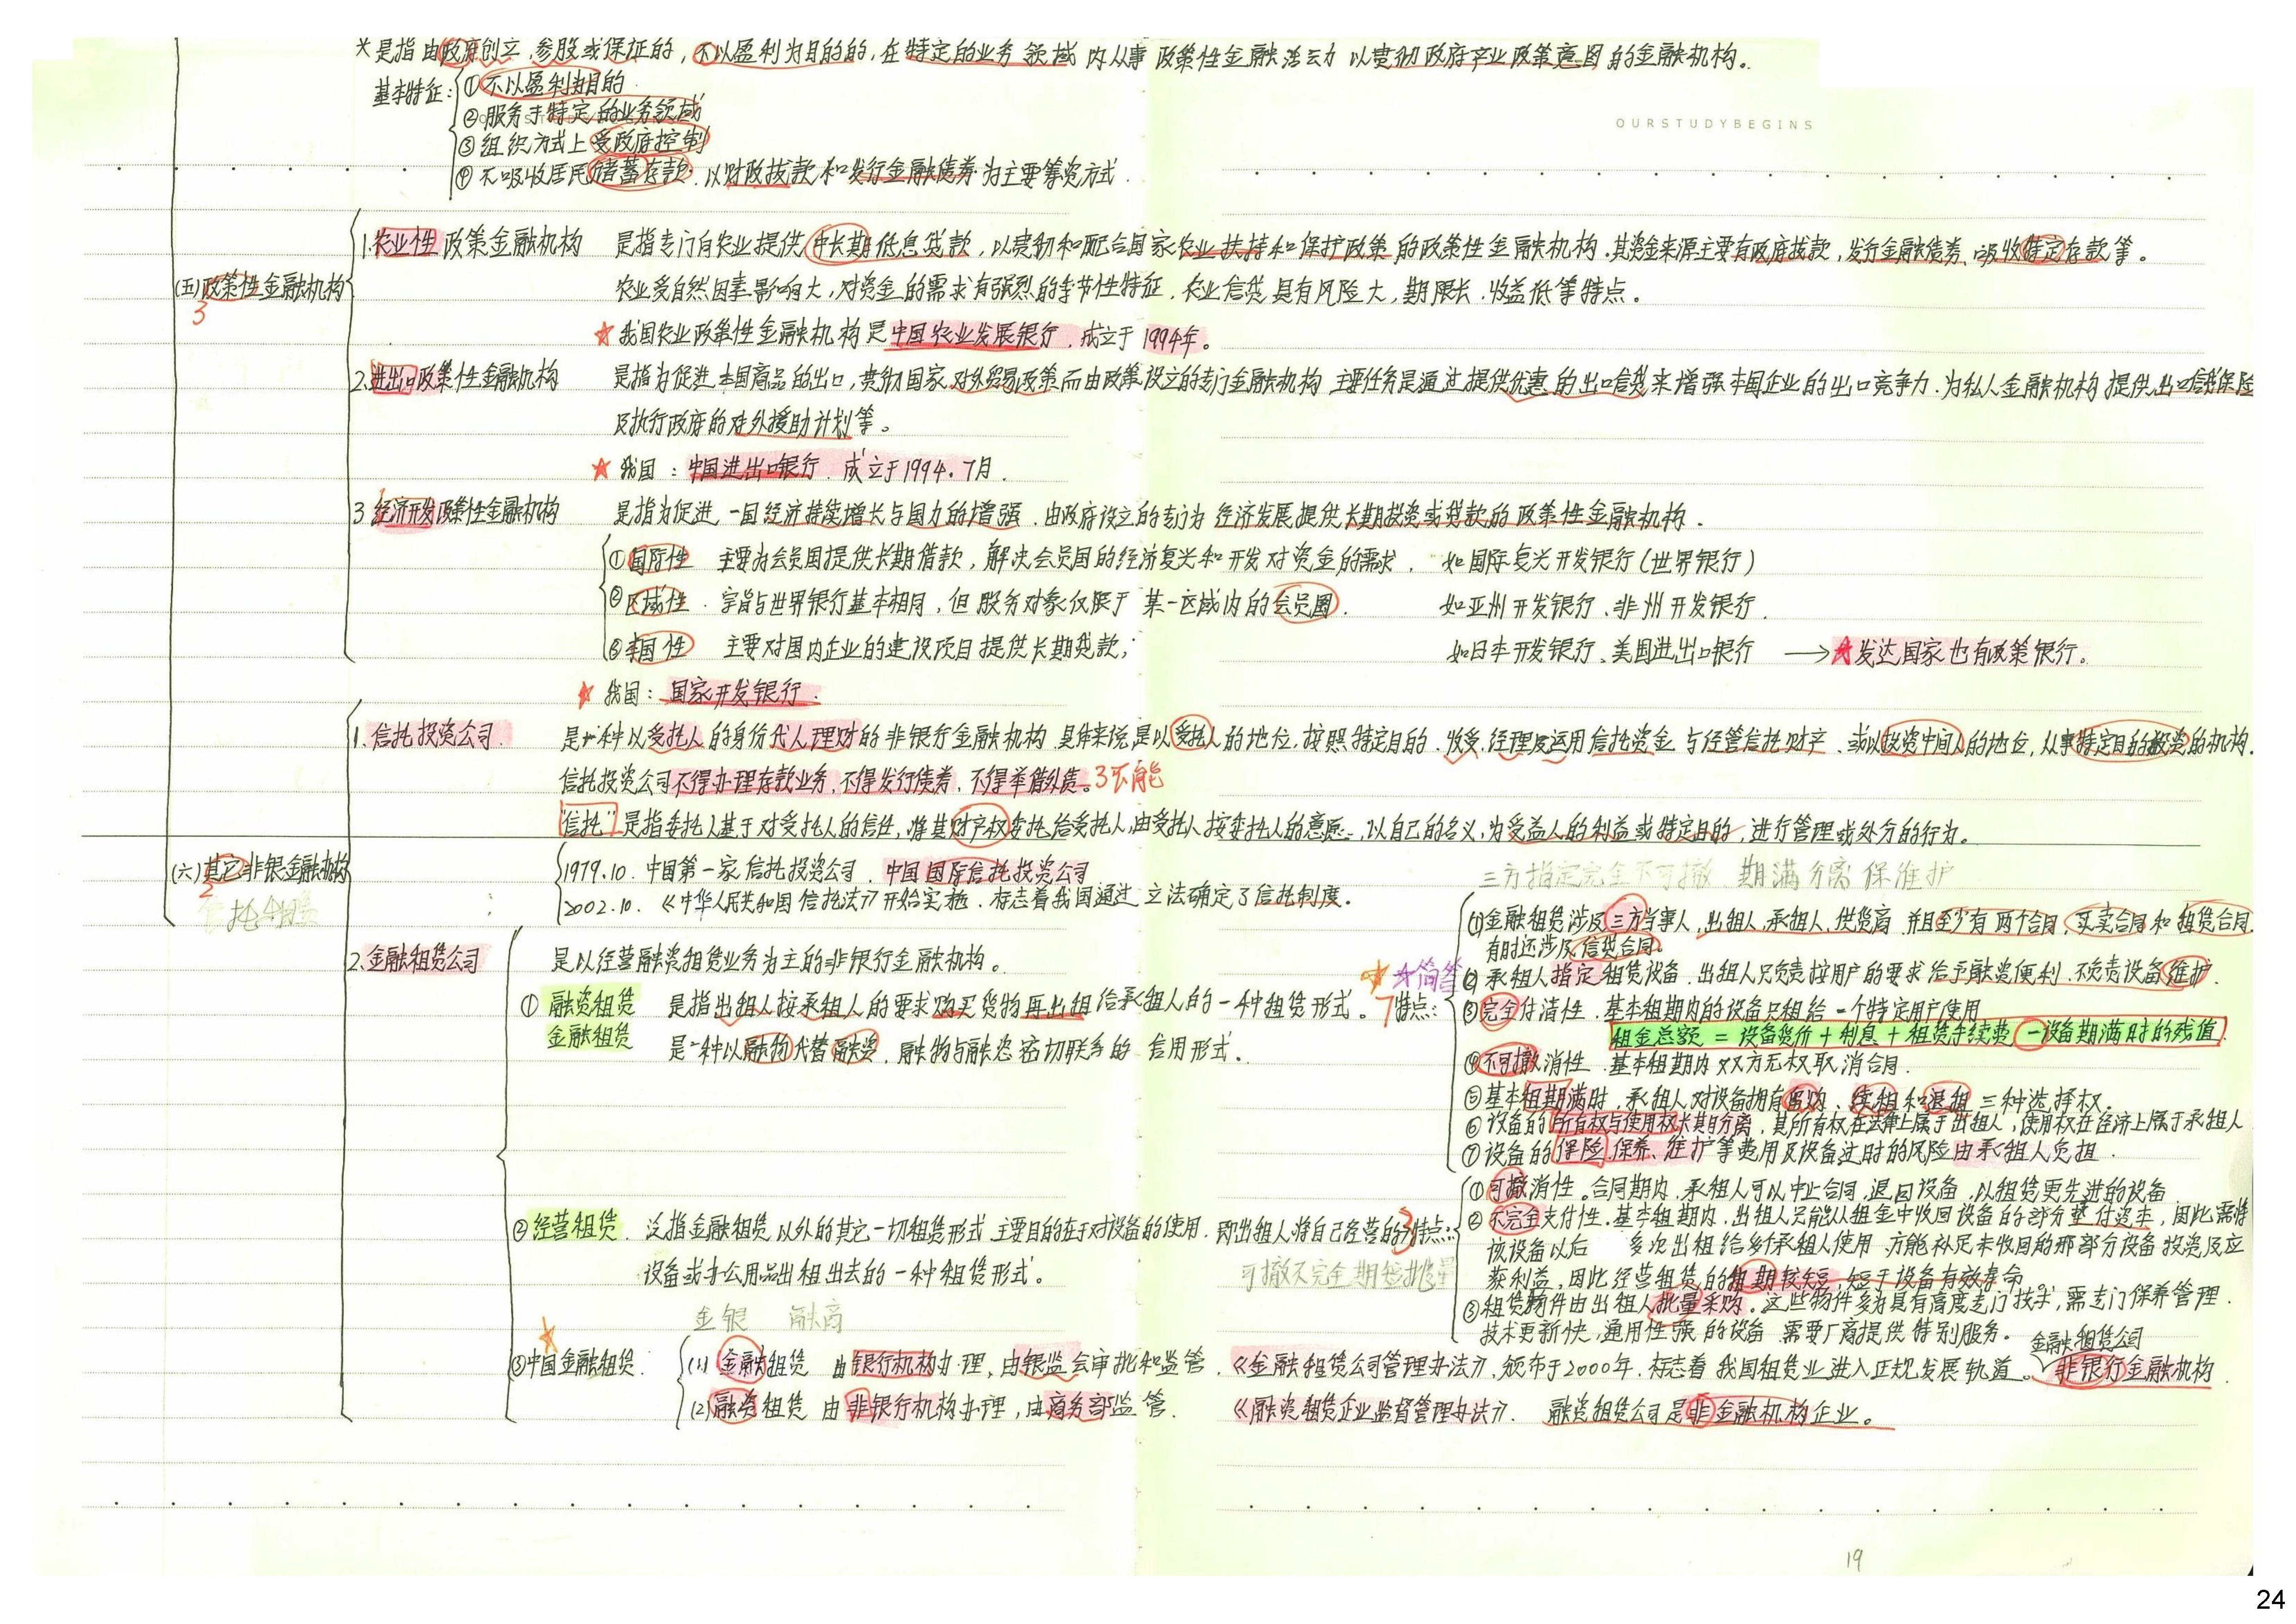 *是指由政府创立,参股或保证的,不以盈利为目的的,在特定的业务领域内从事政策性金融活动以贯彻政府产业政策意图的金融机构。
基本特征:①不以盈利为目的
OURSTUDYBEGINS
②服务于特定的业务领域
③组织方式上受政府控制
④不吸收居民储蓄存款,以财政拨款和发行金融债券为主要筹资方式.
(五)政策性金融机构
3
1.农业性政策金融机构 是指专门向农业提供中长期低息贷款,以贯彻和配合国家农业扶持和保护政策的政策性金融机构.其资金来源主要有政府拨款,发行金融债券、吸收特定存款等。
农业受自然因素影响大,对资金的需求有强烈的季节性特征.农业信贷具有风险大,期限长.收益低等特点。
★我国农业政策性金融机构是中国农业发展银行.成立于1994年。
2.进出口政策性金融机构 是指为促进本国商品的出口,贯彻国家对外贸易政策而由政策设立的专门金融机构 主要任务是通过提供优惠的出口信贷来增强本国企业的出口竞争力.为私人金融机构提供出口信贷保险
及执行政府的对外援助计划等。
★我国:中国进出口银行.成立于1994.7月.
3 经济开发政策性金融机构 是指为促进一国经济持续增长与国力的增强.由政府设立的专门为经济发展提供长期投资或贷款的政策性金融机构.
①国际性 主要为会员国提供长期借款,解决会员国的经济复兴和开发对资金的需求. 如国际复兴开发银行(世界银行)
②区域性.宗旨与世界银行基本相同,但服务对象仅限于某一区域内的会员国. 如亚洲开发银行、非洲开发银行.
③本国性 主要对国内企业的建设项目提供长期贷款; 如日本开发银行、美国进出口银行 →★发达国家也有政策银行。
★我国:国家开发银行.
(六)其它非银金融机构
2
1.信托投资公司. 是一种以受托人的身份代人理财的非银行金融机构 具体来说是以受托人的地位,按照特定目的.收受、经理及运用信托资金与经管信托财产、或以投资中间人的地位,从事特定目的投资的机构.
信托投资公司不得办理存款业务,不得发行债券,不得举借外债。3不能
"信托"是指委托人基于对受托人的信任,将其财产权委托给受托人,由受托人按委托人的意愿,以自己的名义,为受益人的利益或特定目的,进行管理或处分的行为。
1979.10.中国第一家信托投资公司.中国国际信托投资公司
2002.10.《中华人民共和国信托法》开始实施.标志着我国通过立法确定了信托制度。
2.金融租赁公司 是以经营融资租赁业务为主的非银行金融机构。
①融资租赁 是指出租人按承租人的要求购买货物再出租给承租人的一种租赁形式。
金融租赁 是一种以融物代替融资.融物与融资密切联系的信用形式.
三方指定完全不可撤 期满分离保维护
★☆简答
7特点:
(1)金融租赁涉及三方当事人,出租人,承租人,供货商 并且至少有两个合同,买卖合同和租赁合同.
有时还涉及信贷合同。
② 承租人指定租赁设备.出租人只负责按用户的要求给予融资便利.不负责设备维护.
③完全付清性.基本租期内的设备只租给一个特定用户使用
租金总额=设备货价+利息+租赁手续费-设备期满时的残值
④不可撤消性.基本租期内双方无权取消合同.
⑤基本租期满时,承租人对设备拥有留购、续租和退租三种选择权.
⑥设备的所有权与使用权长期分离,其所有权在法律上属于出租人,使用权在经济上属于承租人
⑦设备的保险.保养、维护等费用及设备过时的风险由承租人负担.
②经营租赁.泛指金融租赁以外的其它一切租赁形式 主要目的在于对设备的使用.即出租人将自己经营的
设备或办公用品出租出去的一种租赁形式。
3特点:
可撤不完全期短批量
①可撤消性。合同期内,承租人可以中止合同,退回设备,以租赁更先进的设备
②不完全支付性.基本租期内,出租人只能从租金中收回设备的部分垫付资本,因此需将
该设备以后 多次出租给多个承租人使用 方能补足未收回的那部分设备投资及应
获利益,因此经营租赁的租期较短,短于设备有效寿命
③租赁物件由出租人批量采购。这些物件多为具有高度专门技术,需专门保养管理.
技术更新快,通用性强的设备 需要厂商提供特别服务。
金银 融商
③中国金融租赁.
(1)金融租赁 由银行机构办理,由银监会审批和监管.《金融租赁公司管理办法》,颁布于2000年.标志着我国租赁业进入正规发展轨道。
金融租赁公司
非银行金融机构.
(2)融资租赁 由非银行机构办理,由商务部监管.《融资租赁企业监督管理办法》. 融资租赁公司是非金融机构企业。
19
24